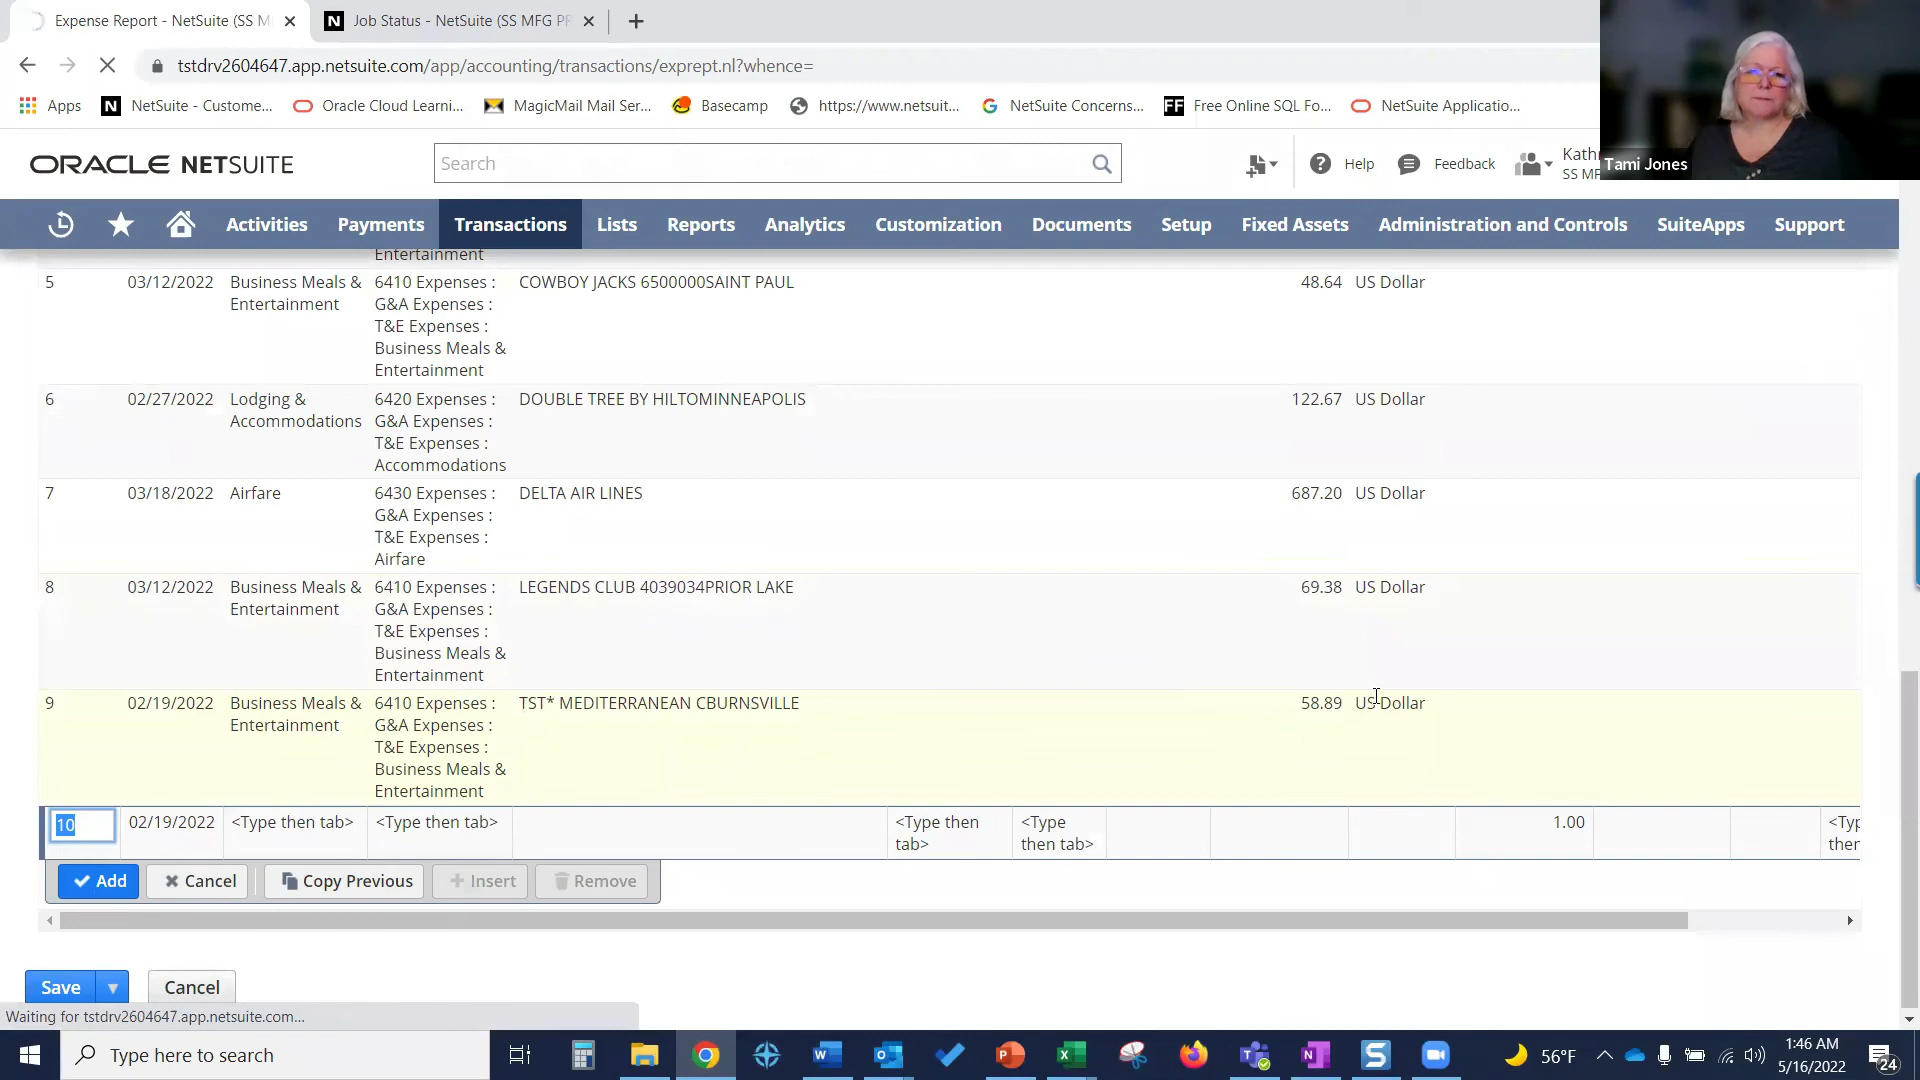 Expense Report - NetSuite (SS M
Job Status - NetSuite (SS MFG PR
tstdrv2604647.app.netsuite.com/app/accounting/transactions/exprept.nl?whence=
Apps
NetSuite - Custome...
Oracle Cloud Learni...
MagicMail Mail Ser...
Basecamp
https://www.netsuit...
NetSuite Concerns...
Free Online SQL Fo...
NetSuite Applicatio...
ORACLE NETSUITE
Search
Help
Feedback
Kath
SS MF
Tami Jones
Activities
Payments
Transactions
Lists
Reports
Analytics
Customization
Documents
Setup
Fixed Assets
Administration and Controls
SuiteApps
Support
Entertainment
5 03/12/2022 Business Meals & 6410 Expenses : COWBOY JACKS 6500000SAINT PAUL 48.64 US Dollar
Entertainment G&A Expenses :
T&E Expenses :
Business Meals &
Entertainment
6 02/27/2022 Lodging & 6420 Expenses : DOUBLE TREE BY HILTOMINNEAPOLIS 122.67 US Dollar
Accommodations G&A Expenses :
T&E Expenses :
Accommodations
7 03/18/2022 Airfare 6430 Expenses : DELTA AIR LINES 687.20 US Dollar
G&A Expenses :
T&E Expenses :
Airfare
8 03/12/2022 Business Meals & 6410 Expenses : LEGENDS CLUB 4039034PRIOR LAKE 69.38 US Dollar
Entertainment G&A Expenses :
T&E Expenses :
Business Meals &
Entertainment
9 02/19/2022 Business Meals & 6410 Expenses : TST* MEDITERRANEAN CBURNSVILLE 58.89 US Dollar
Entertainment G&A Expenses :
T&E Expenses :
Business Meals &
Entertainment
10 02/19/2022 <Type then tab> <Type then tab> <Type then <Type 1.00 <Typ
tab> then tab> then
Add
Cancel
Copy Previous
Insert
Remove
Save
Cancel
Waiting for tstdrv2604647.app.netsuite.com...
Type here to search
56°F
1:46 AM
5/16/2022
24